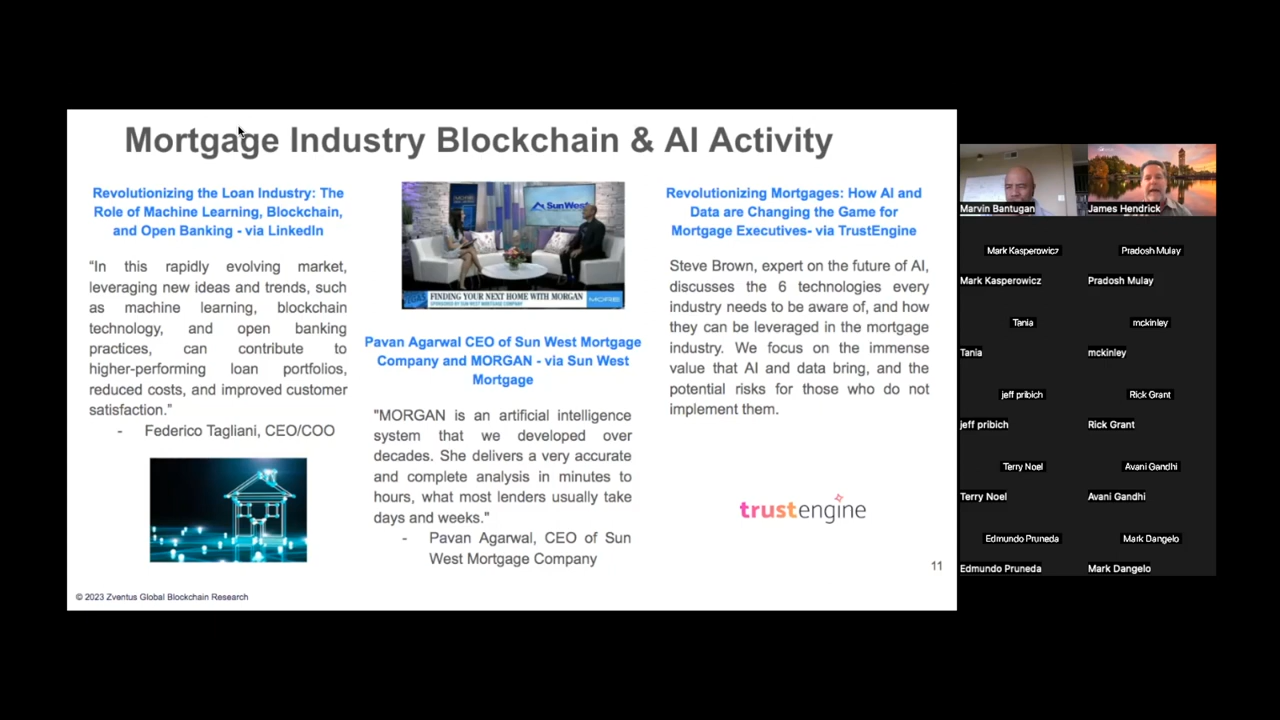 Mortgage Industry Blockchain & AI Activity
Revolutionizing the Loan Industry: The
Role of Machine Learning, Blockchain,
and Open Banking - via LinkedIn
“In this rapidly evolving market,
leveraging new ideas and trends, such
as machine learning, blockchain
technology, and open banking
practices, can contribute to
higher-performing loan portfolios,
reduced costs, and improved customer
satisfaction.”
- Federico Tagliani, CEO/COO
SunWest
FINDING YOUR NEXT HOME WITH MORGAN
SPONSORED BY SUN WEST MORTGAGE COMPANY
MORE
Pavan Agarwal CEO of Sun West Mortgage
Company and MORGAN - via Sun West
Mortgage
"MORGAN is an artificial intelligence
system that we developed over
decades. She delivers a very accurate
and complete analysis in minutes to
hours, what most lenders usually take
days and weeks."
- Pavan Agarwal, CEO of Sun
West Mortgage Company
Revolutionizing Mortgages: How AI and
Data are Changing the Game for
Mortgage Executives- via TrustEngine
Steve Brown, expert on the future of AI,
discusses the 6 technologies every
industry needs to be aware of, and how
they can be leveraged in the mortgage
industry. We focus on the immense
value that AI and data bring, and the
potential risks for those who do not
implement them.
trustengine
11
© 2023 Zventus Global Blockchain Research
Marvin Bantugan
James Hendrick
Mark Kasperowicz
Pradosh Mulay
Mark Kasperowicz
Pradosh Mulay
Tania
mckinley
Tania
mckinley
jeff pribich
Rick Grant
jeff pribich
Rick Grant
Terry Noel
Avani Gandhi
Terry Noel
Avani Gandhi
Edmundo Pruneda
Mark Dangelo
Edmundo Pruneda
Mark Dangelo